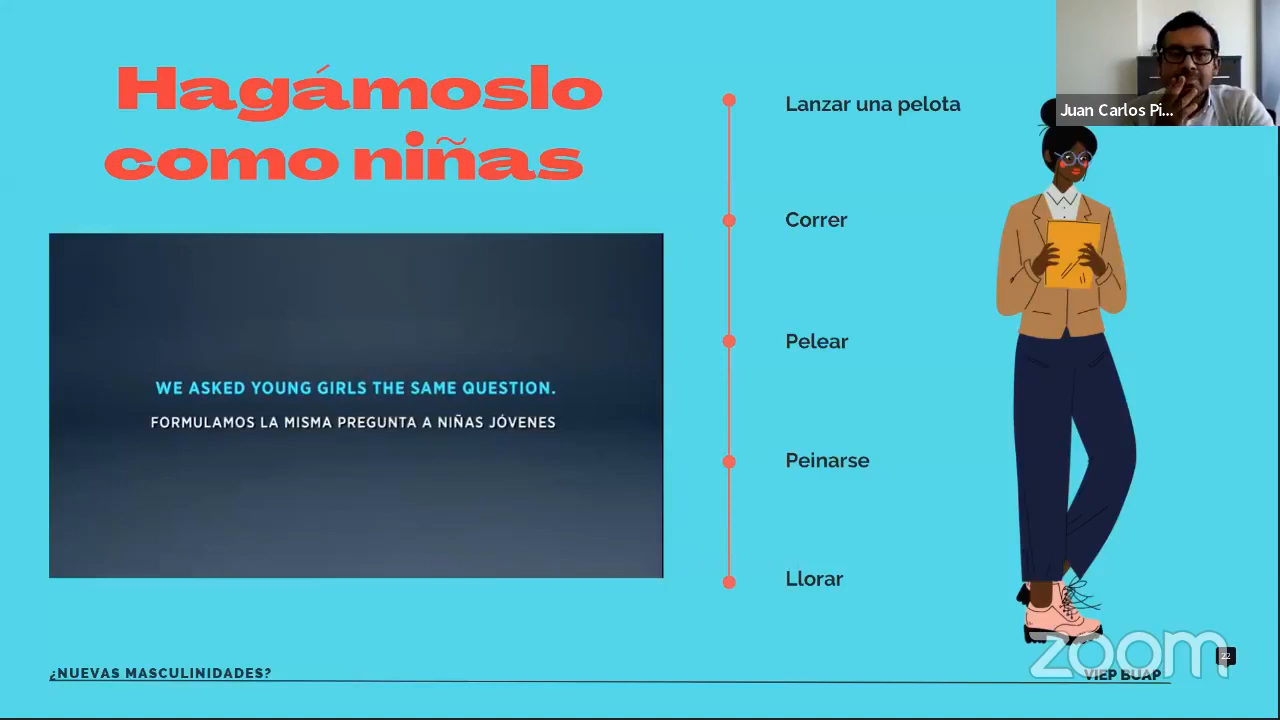 Hagámoslo
como niñas
WE ASKED YOUNG GIRLS THE SAME QUESTION.
FORMULAMOS LA MISMA PREGUNTA A NIÑAS JÓVENES
Lanzar una pelota
Correr
Pelear
Peinarse
Llorar
Juan Carlos Pi...
¿NUEVAS MASCULINIDADES?
VIEP BUAP
zoom
22